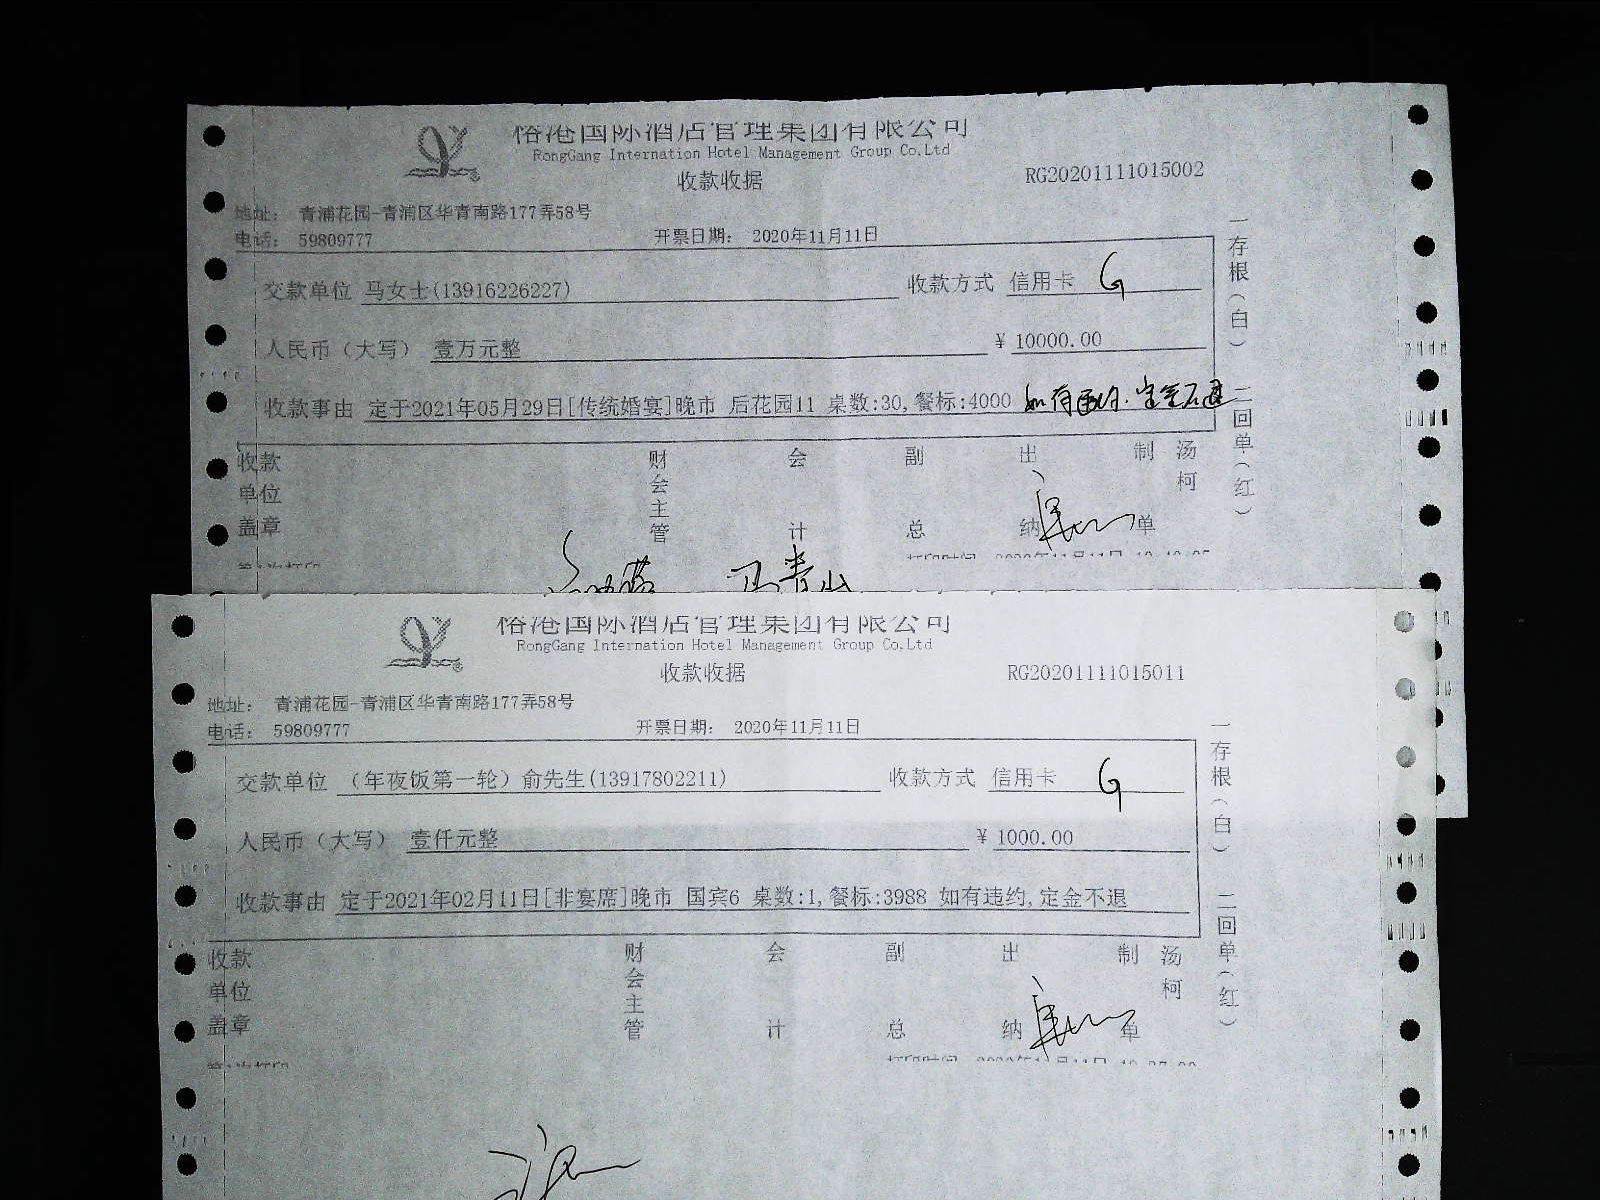 国际酒店管理集团有限公司
RongGang Internation Hotel Management Group Co.Ltd
收款收据
RG20201111015002
地址： 青浦花园-青浦区华青南路177弄58号
电话： 59809777 开票日期： 2020年11月11日
交款单位 马女士(13916226227) 收款方式 信用卡 G
人民币（大写） 壹万元整 ¥ 10000.00
收款事由 定于2021年05月29日[传统婚宴]晚市 后花园11 桌数:30,餐标:4000 如有违约.定金不退
一存根（白） 二回单（红）
收款单位盖章 财会主管 会计 副总 出纳 制单 汤柯
国际酒店管理集团有限公司
RongGang Internation Hotel Management Group Co.Ltd
收款收据
RG20201111015011
地址： 青浦花园-青浦区华青南路177弄58号
电话： 59809777 开票日期： 2020年11月11日
交款单位 （年夜饭第一轮）俞先生(13917802211) 收款方式 信用卡 G
人民币（大写） 壹仟元整 ¥ 1000.00
收款事由 定于2021年02月11日[非宴席]晚市 国宾6 桌数:1,餐标:3988 如有违约,定金不退
一存根（白） 二回单（红）
收款单位盖章 财会主管 会计 副总 出纳 制单 汤柯